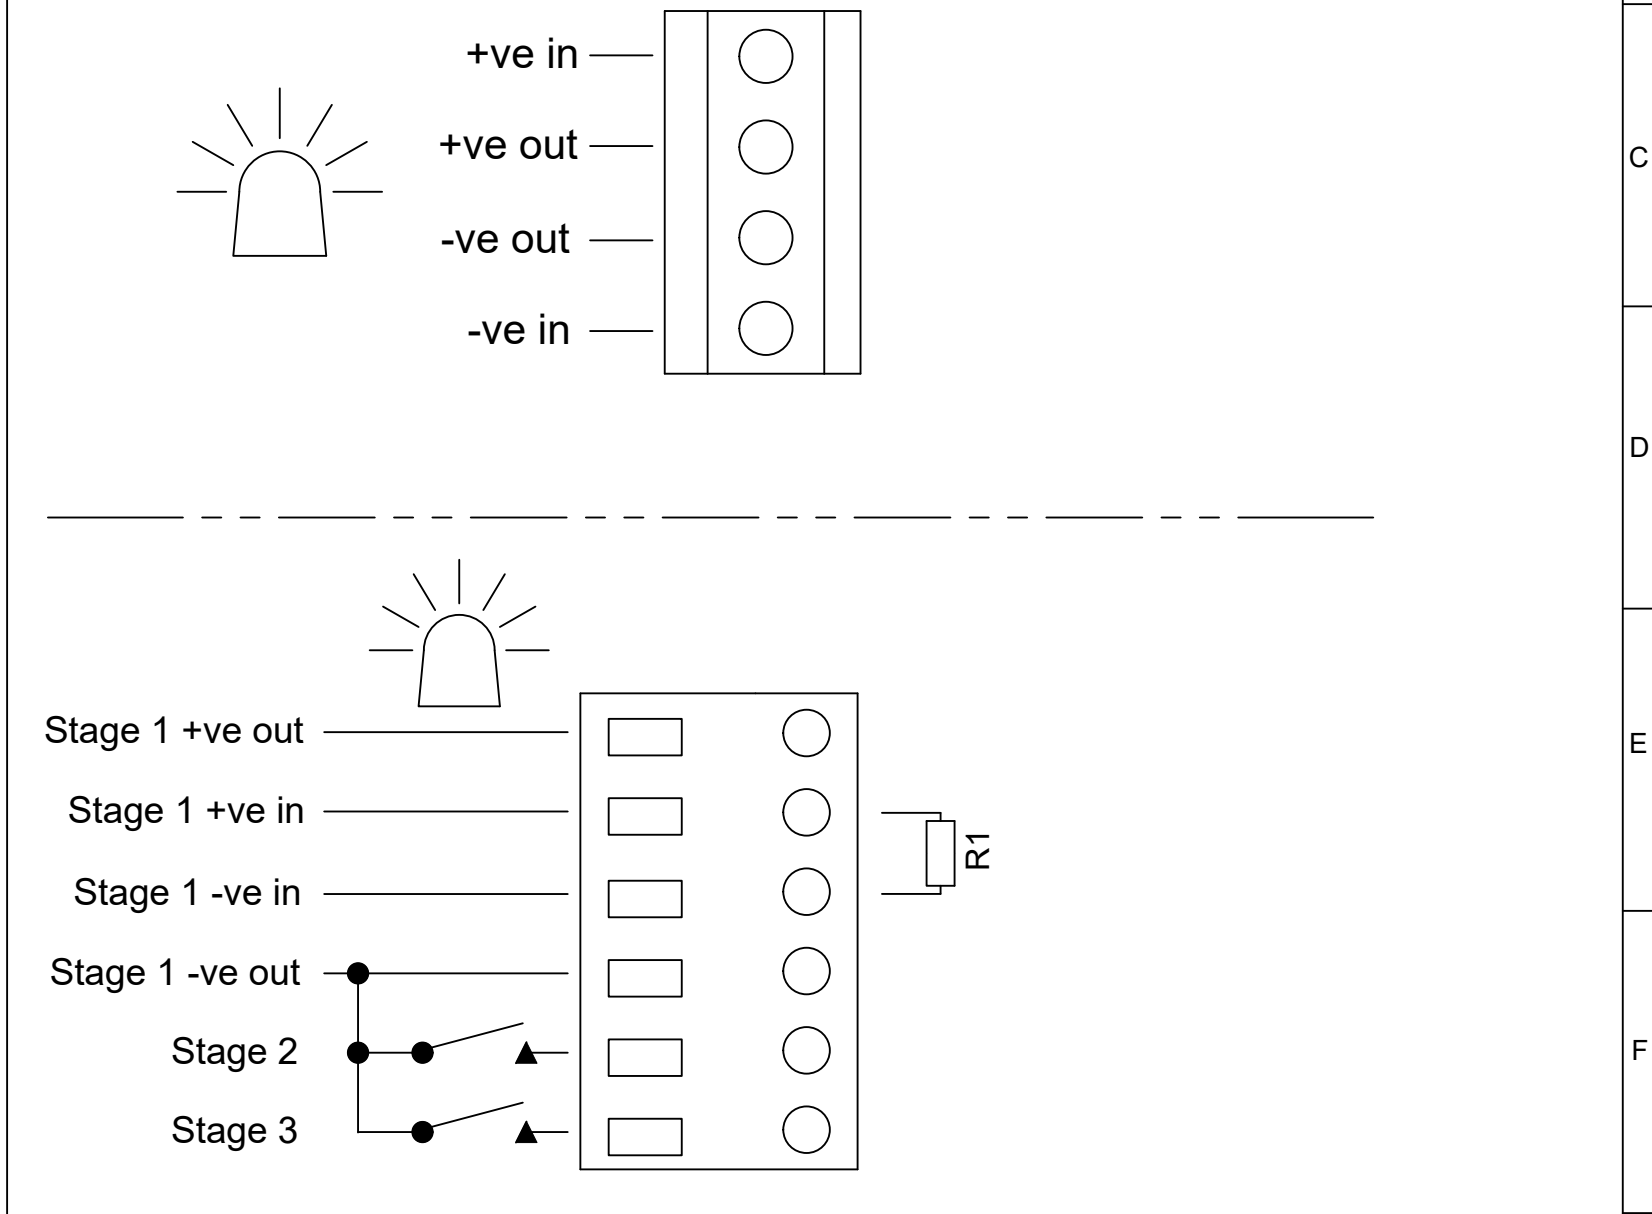 +ve in
+ve out
-ve out
-ve in
Stage 1 +ve out
Stage 1 +ve in
Stage 1 -ve in
Stage 1 -ve out
Stage 2
Stage 3
R1
C
D
E
F